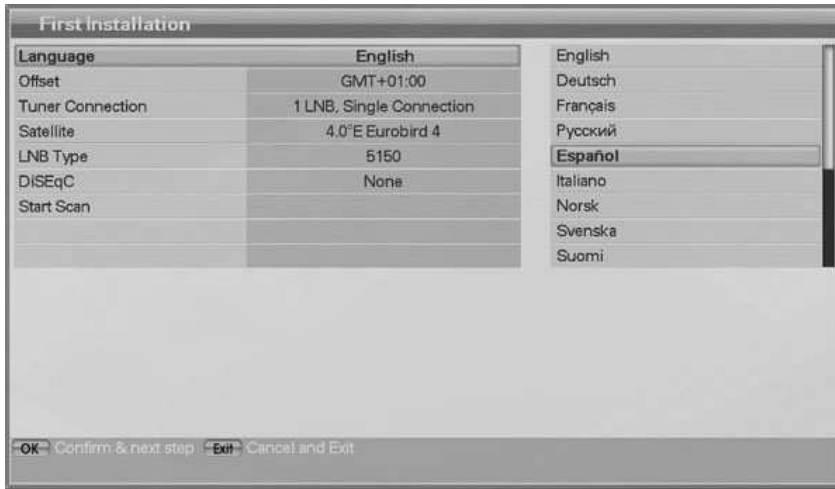 First Installation
Language English
Offset GMT+01:00
Tuner Connection 1 LNB, Single Connection
Satellite 4.0°E Eurobird 4
LNB Type 5150
DiSEqC None
Start Scan
English
Deutsch
Français
Русский
Español
Italiano
Norsk
Svenska
Suomi
OK Confirm & next step Exit Cancel and Exit